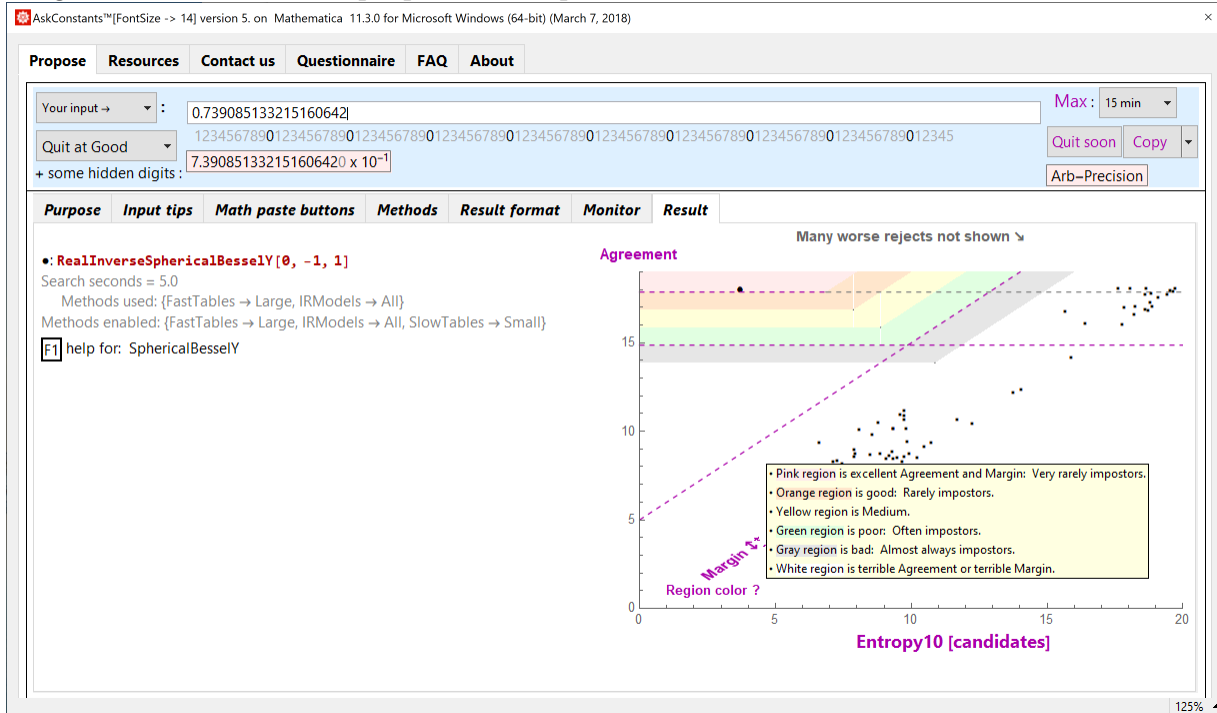 AskConstants™[FontSize -> 14] version 5. on Mathematica 11.3.0 for Microsoft Windows (64-bit) (March 7, 2018)
Propose Resources Contact us Questionnaire FAQ About
Your input → : 0.739085133215160642 Max : 15 min
1234567890123456789012345678901234567890123456789012345678901234567890123456789012345678901234 5
Quit at Good Quit soon Copy
+ some hidden digits : 7.390851332151606420 x 10⁻¹ Arb–Precision
Purpose Input tips Math paste buttons Methods Result format Monitor Result
•: RealInverseSphericalBesselY[0, -1, 1]
Search seconds = 5.0
Methods used: {FastTables → Large, IRModels → All}
Methods enabled: {FastTables → Large, IRModels → All, SlowTables → Small}
F1 help for: SphericalBesselY
Many worse rejects not shown ↘
Agreement
15
10
5
0
• Pink region is excellent Agreement and Margin: Very rarely impostors.
• Orange region is good: Rarely impostors.
• Yellow region is Medium.
• Green region is poor: Often impostors.
• Gray region is bad: Almost always impostors.
• White region is terrible Agreement or terrible Margin.
Margin
Region color ?
0 5 10 15 20
Entropy10 [candidates]
125%